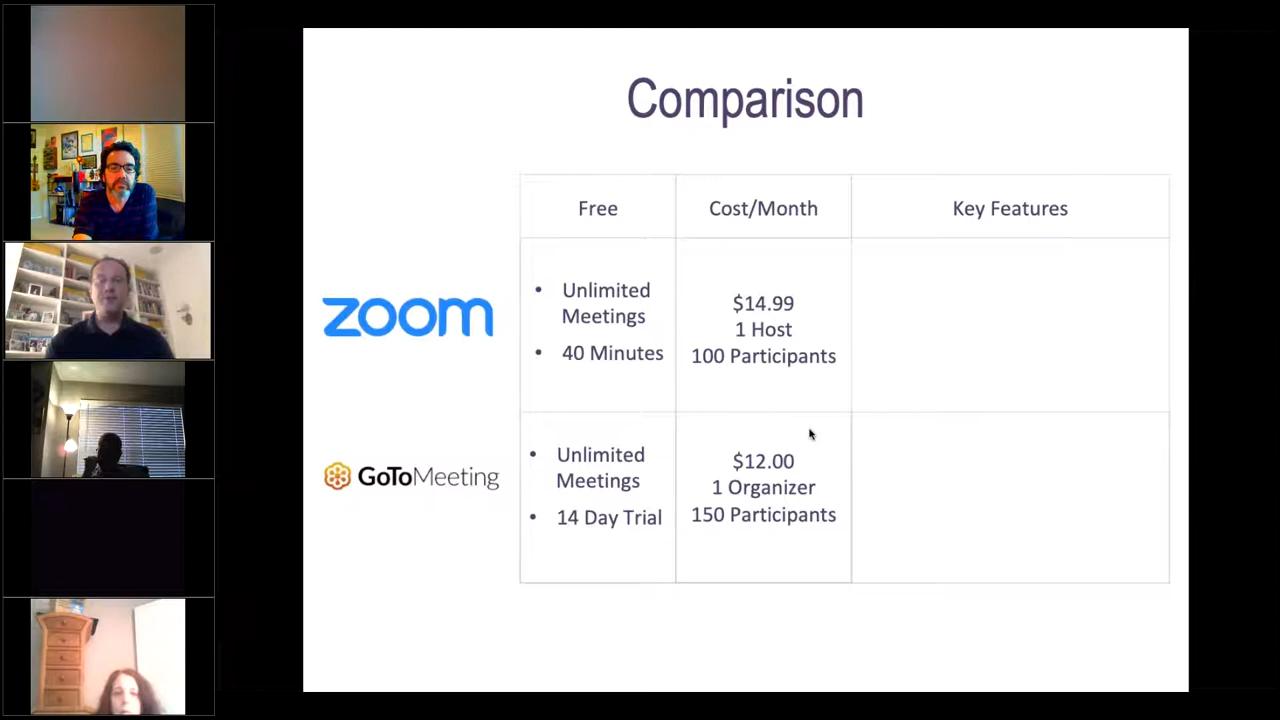 Comparison
Free
Cost/Month
Key Features
zoom
• Unlimited
Meetings
• 40 Minutes
$14.99
1 Host
100 Participants
GoToMeeting
• Unlimited
Meetings
• 14 Day Trial
$12.00
1 Organizer
150 Participants